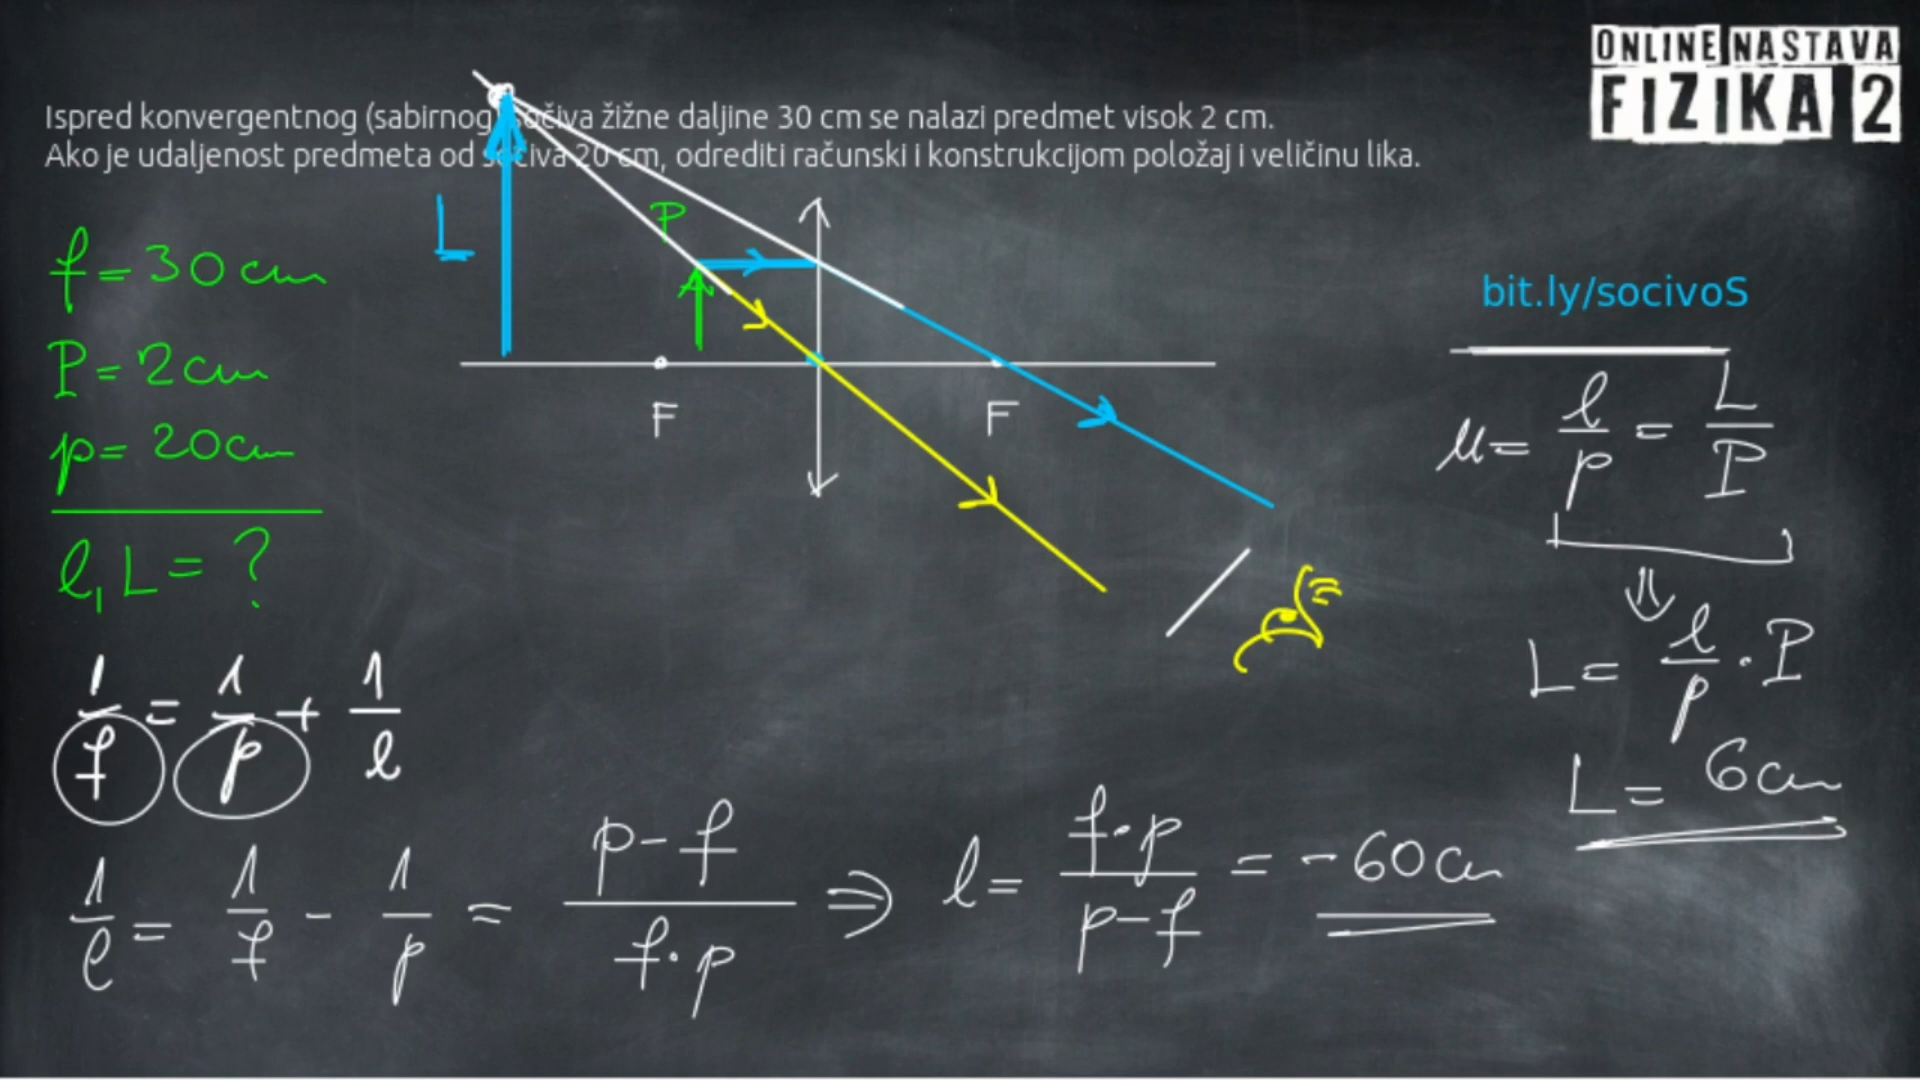 ONLINE NASTAVA
FIZIKA 2
Ispred konvergentnog (sabirnog) sočiva žižne daljine 30 cm se nalazi predmet visok 2 cm.
Ako je udaljenost predmeta od sočiva 20 cm, odrediti računski i konstrukcijom položaj i veličinu lika.
L
P
F
F
f = 30 cm
P = 2 cm
p = 20 cm
l, L = ?
1/f = 1/p + 1/l
1/l = 1/f - 1/p = p-f / f·p ⇒ l = f·p / p-f = -60 cm
bit.ly/socivoS
u = l/p = L/P
⇓
L = l/p · P
L = 6 cm